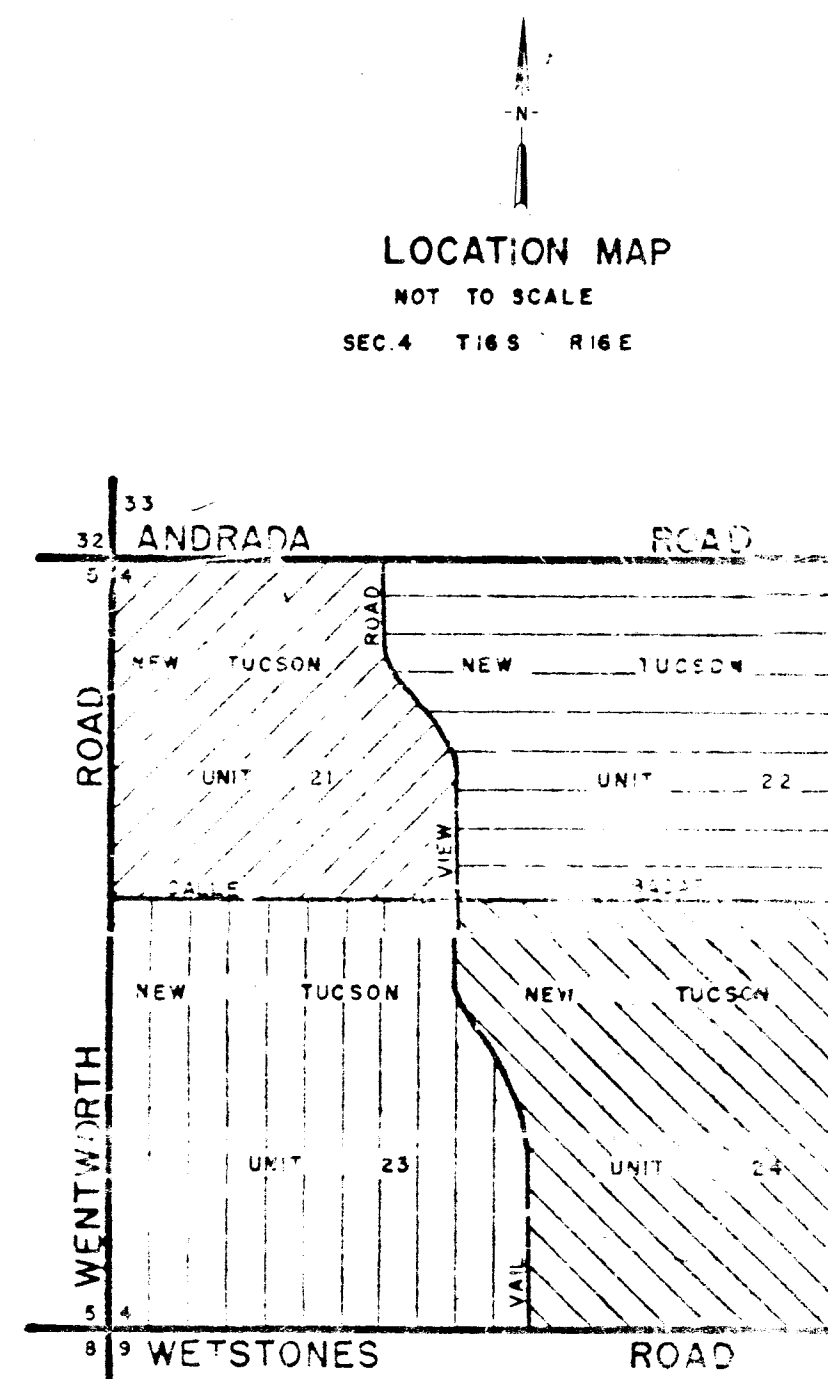 -N-
LOCATION MAP
NOT TO SCALE
SEC. 4 T16S R16E
33
32 ANDRADA ROAD
5 4
ROAD
NEW TUCSON NEW TUCSON
ROAD
UNIT 21 UNIT 22
VIEW
CALLE
NEW TUCSON NEW TUCSON
WENTWORTH
UNIT 23 UNIT 24
VAIL
5 4
8 9 WETSTONES ROAD